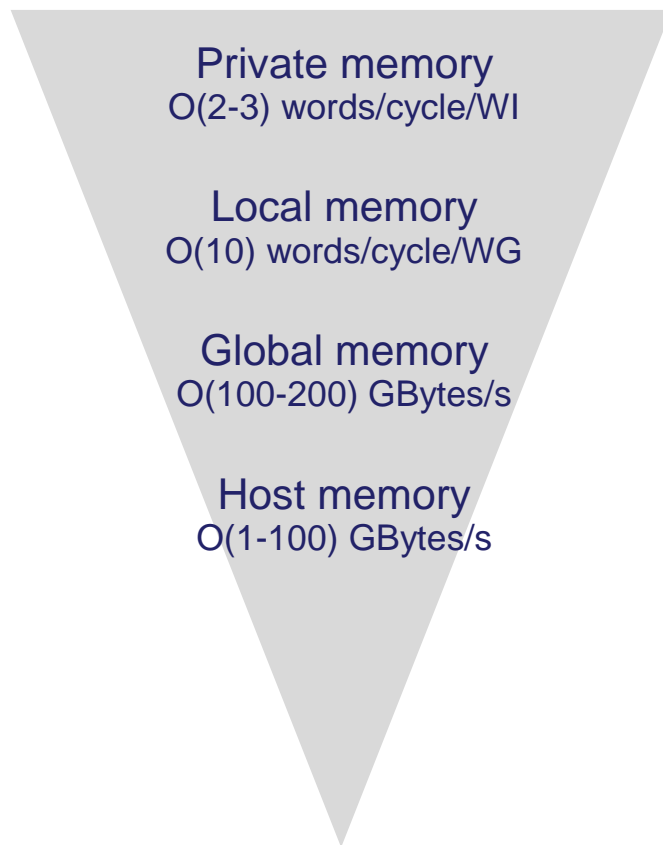 Private memory
O(2-3) words/cycle/WI
Local memory
O(10) words/cycle/WG
Global memory
O(100-200) GBytes/s
Host memory
O(1-100) GBytes/s